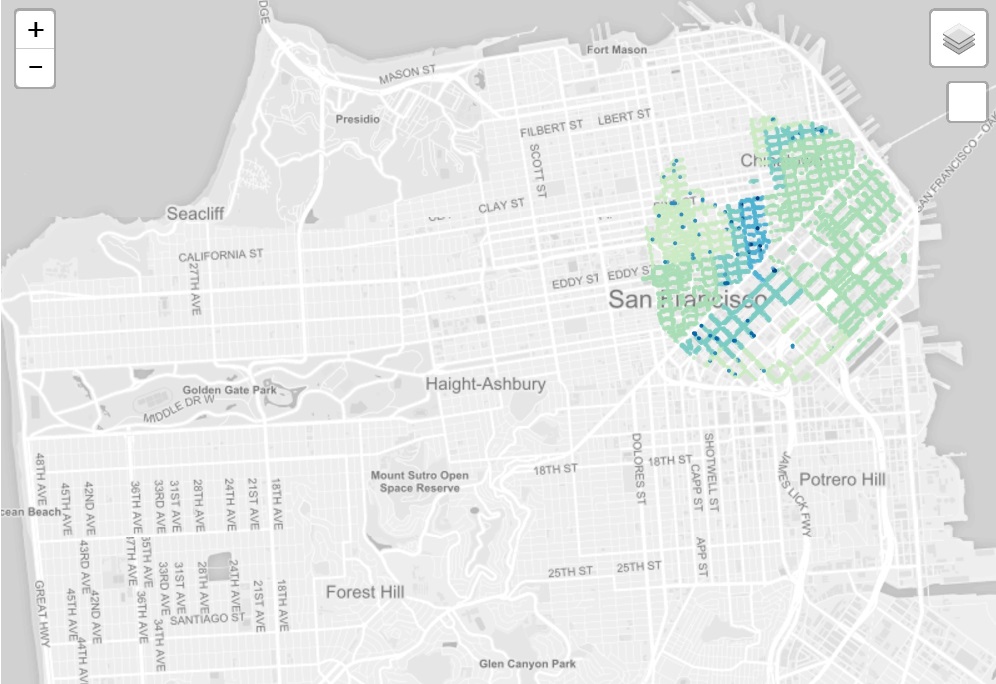 +
−
DGE
Fort Mason
MASON ST
Presidio
FILBERT ST
LBERT ST
SCOTT ST
SAN FRANCISCO – OAK
CLAY ST
Seacliff
CALIFORNIA ST
27TH AVE
EDDY ST
EDDY S
San Francisco
Haight-Ashbury
Golden Gate Park
MIDDLE DR W
48TH AVE
45TH AVE
42ND AVE
36TH AVE
33RD AVE
31ST AVE
28TH AVE
24TH AVE
21ST AVE
18TH AVE
Mount Sutro Open
Space Reserve
18TH ST
DOLORES ST
18TH ST
CAPP ST
SHOTWELL ST
JAMES LICK FWY
Potrero Hill
cean Beach
43RD AVE
17TH AVE
35TH AVE
33RD AVE
31ST AVE
28TH AVE
24TH AVE
21ST AVE
18TH AVE
GREAT HWY
45TH AVE
42ND AVE
36TH AVE
34TH AVE
44TH AV
SANTIAGO ST
Forest Hill
25TH ST
25TH ST
APP ST
Glen Canyon Park